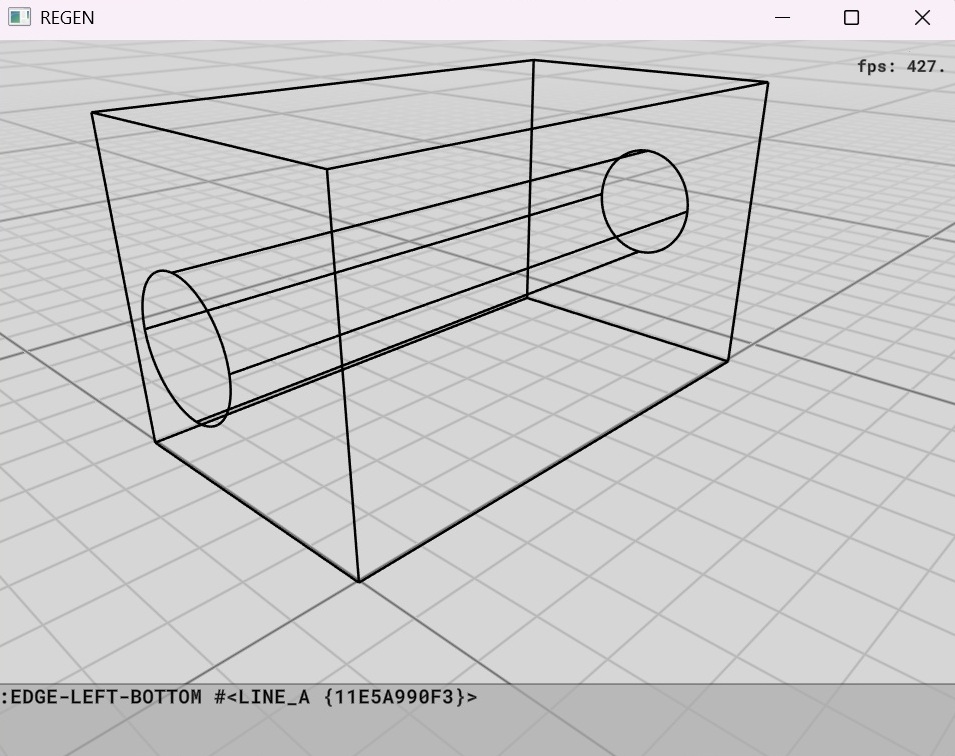 REGEN
fps: 427.
:EDGE-LEFT-BOTTOM #<LINE_A {11E5A990F3}>